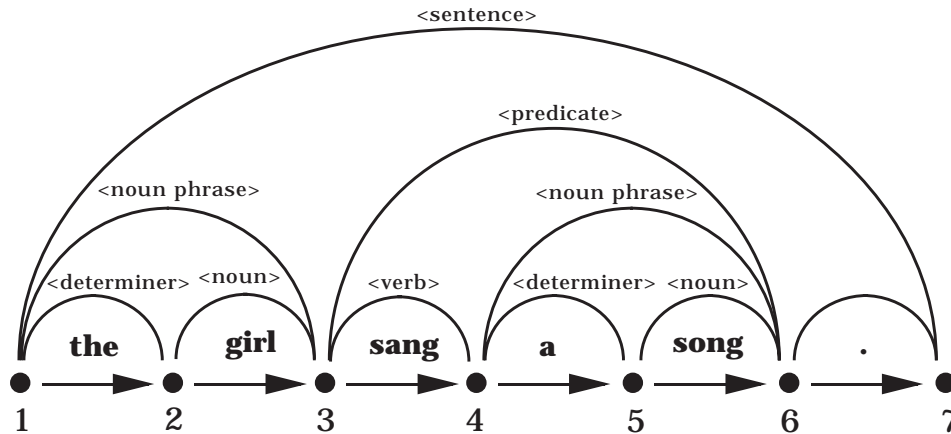 <sentence>
<predicate>
<noun phrase> <noun phrase>
<determiner> <noun> <verb> <determiner> <noun>
the girl sang a song .
1 2 3 4 5 6 7